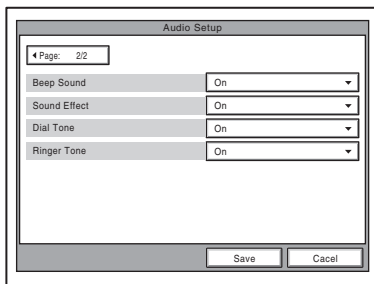 Audio Setup
Page: 2/2
Beep Sound On
Sound Effect On
Dial Tone On
Ringer Tone On
Save Cacel